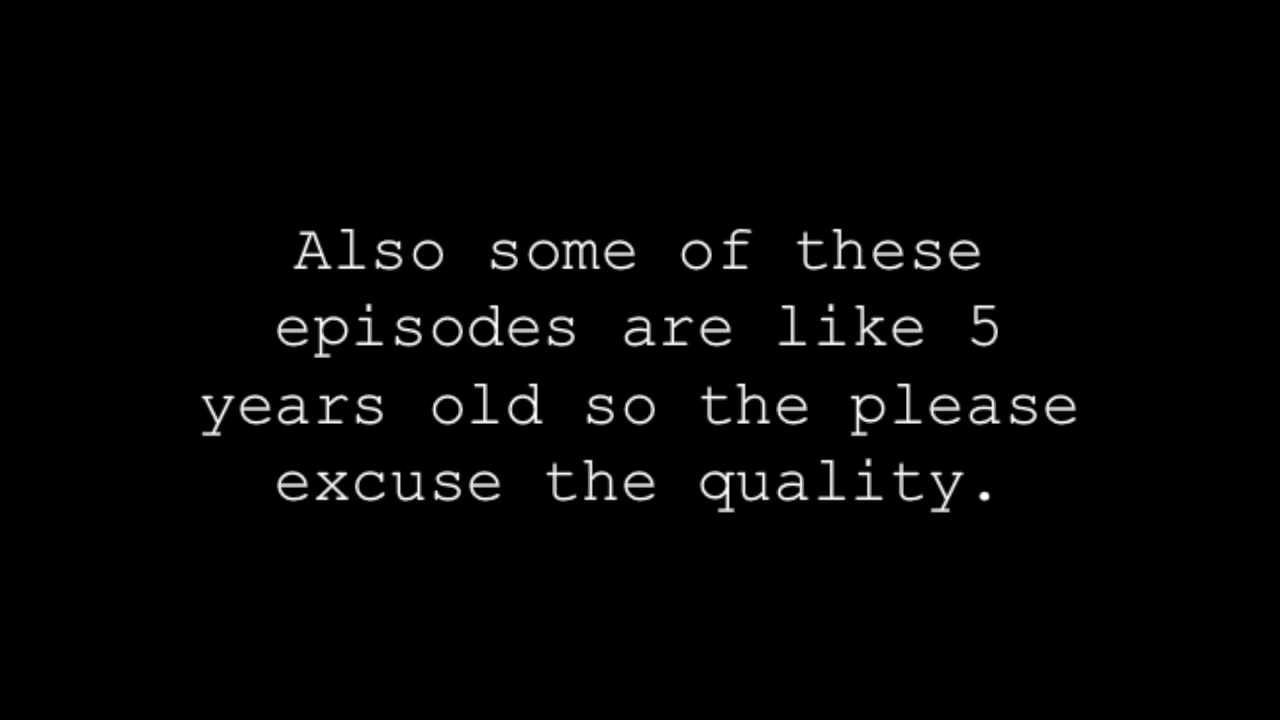 Also some of these
episodes are like 5
years old so the please
excuse the quality.